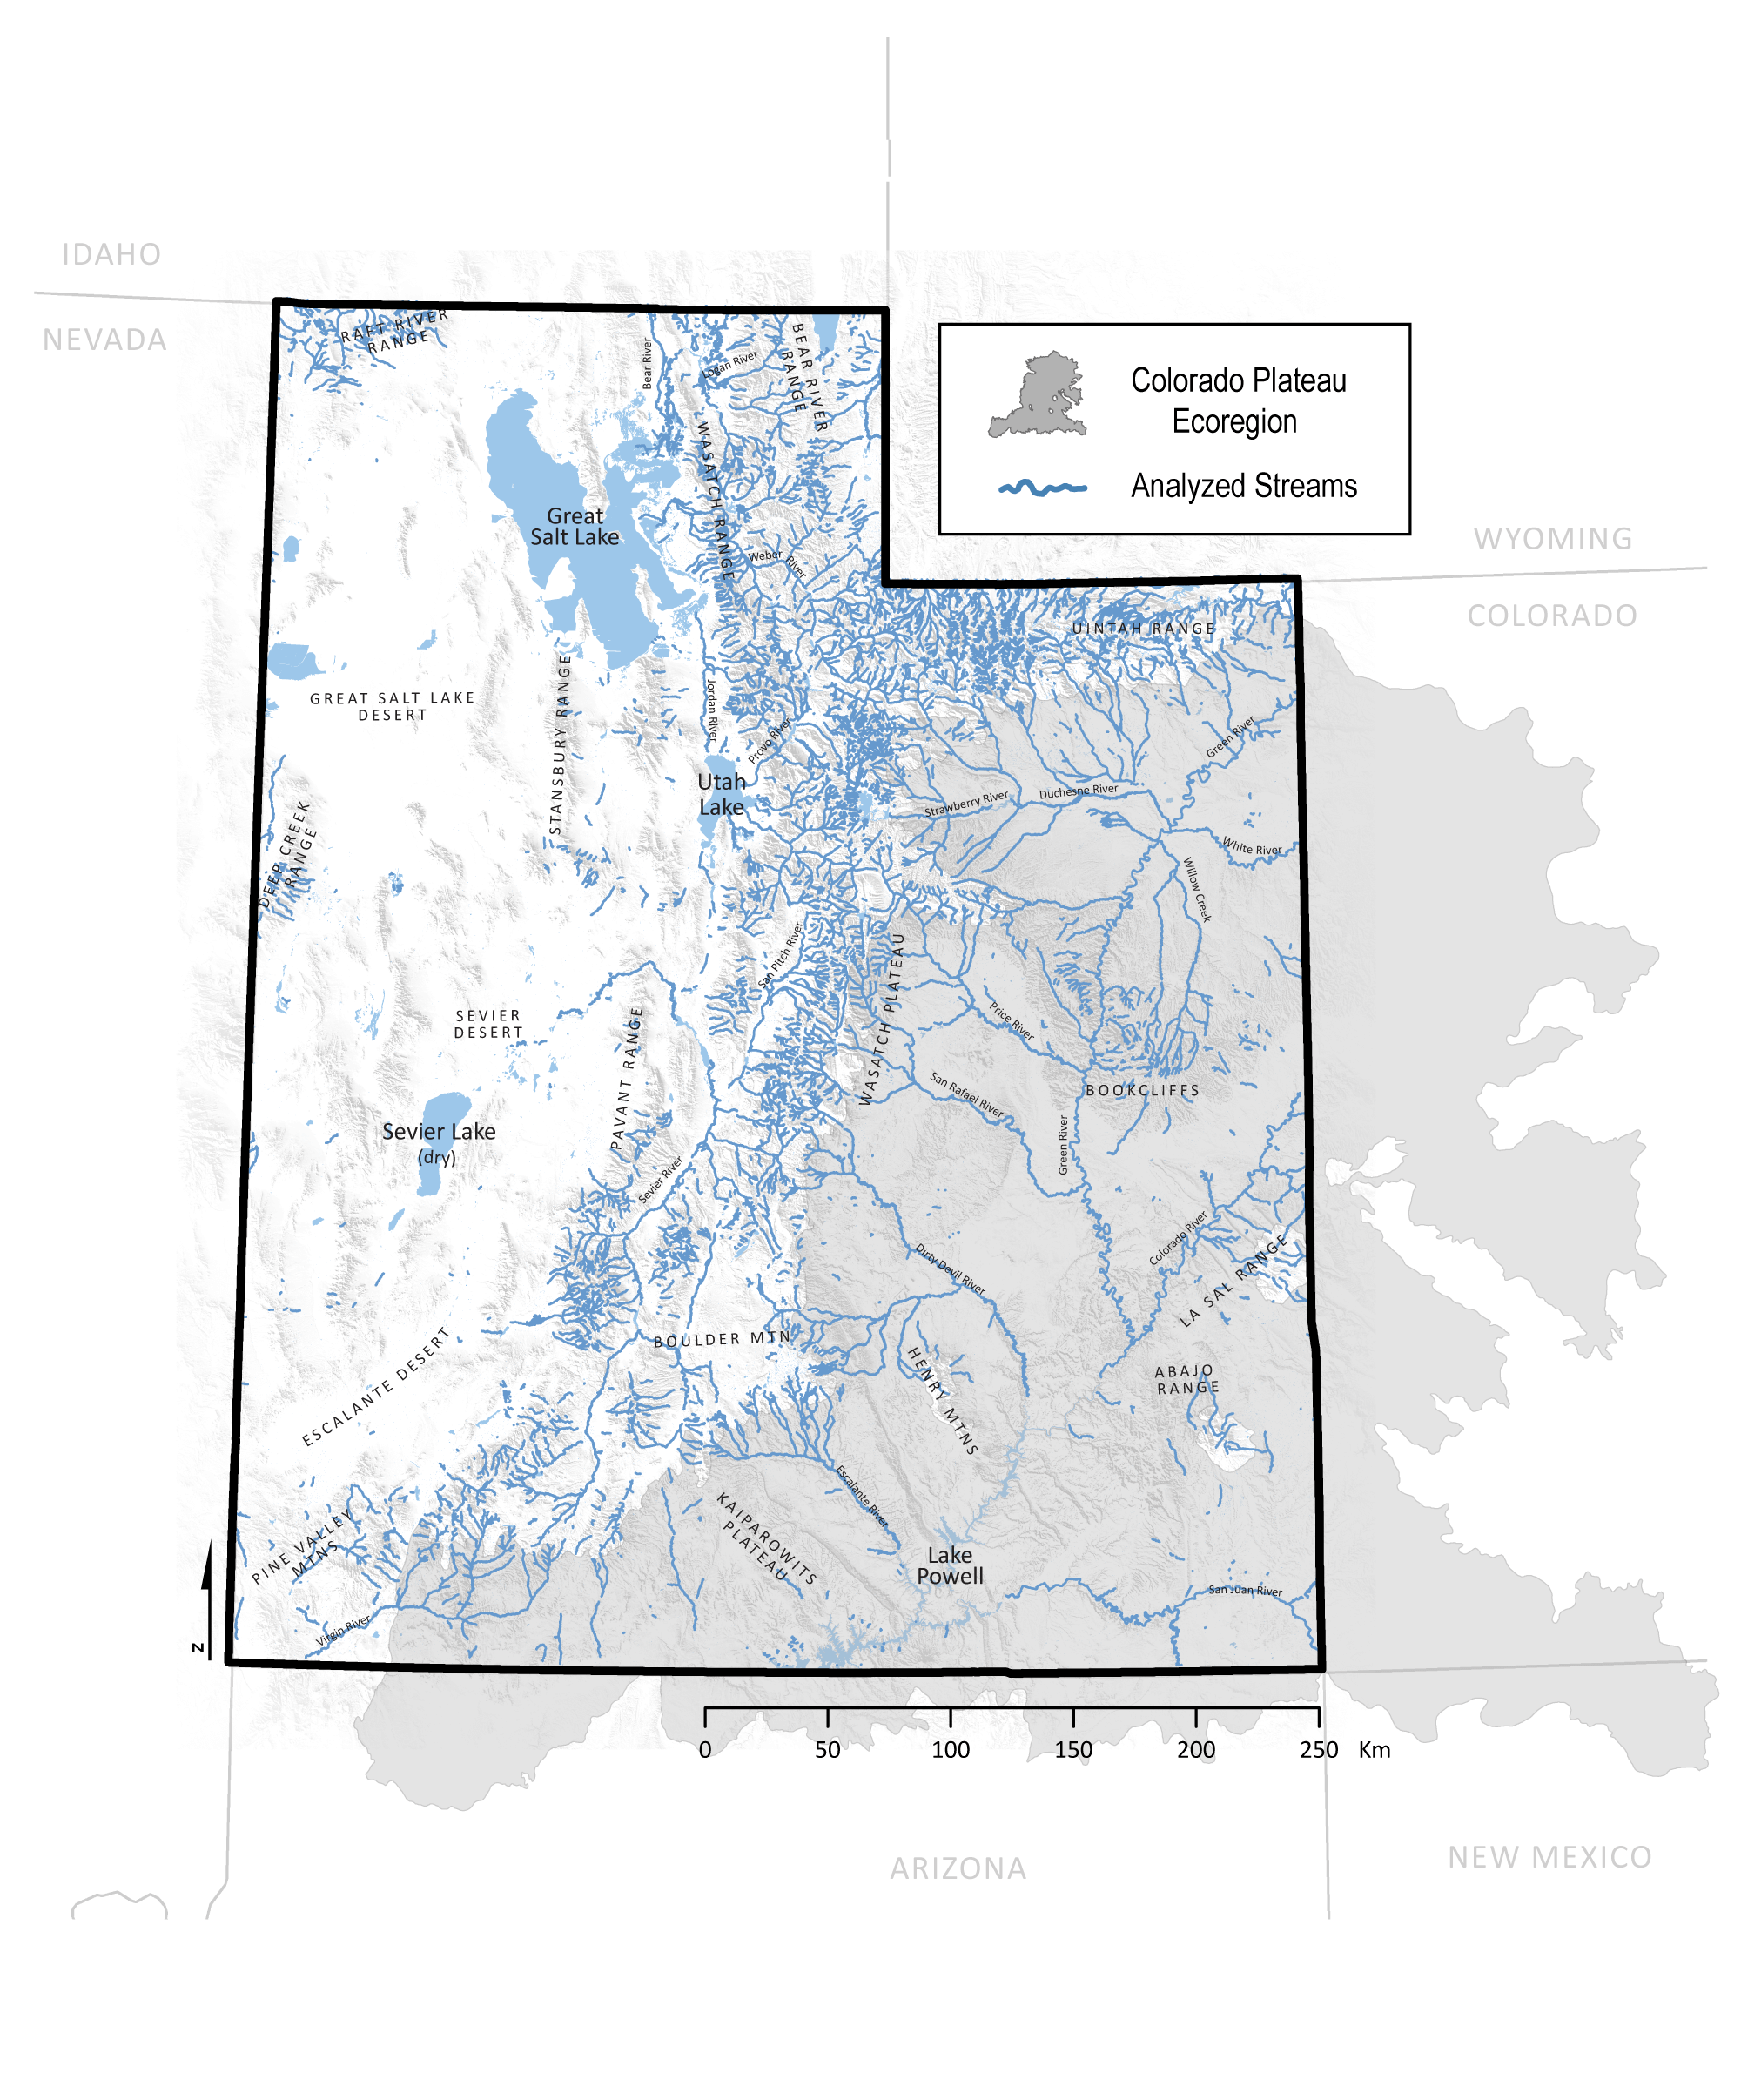 IDAHO
NEVADA
RAFT RIVER
RANGE
Bear River
Logan River
BEAR RIVER
RANGE
Colorado Plateau
Ecoregion
Analyzed Streams
WASATCH RANGE
Great
Salt Lake
Weber River
WYOMING
COLORADO
UINTAH RANGE
GREAT SALT LAKE
DESERT
STANSBURY RANGE
Jordan River
Provo River
Green River
Utah
Lake
Strawberry River
Duchesne River
White River
Willow Creek
DEEP CREEK
RANGE
San Pitch River
WASATCH PLATEAU
SEVIER
DESERT
PAVANT RANGE
Price River
San Rafael River
BOOKCLIFFS
Green River
Sevier Lake
(dry)
Sevier River
Colorado River
Dirty Devil River
LA SAL RANGE
BOULDER MTN
ESCALANTE DESERT
HENRY MTNS
ABAJO
RANGE
Escalante River
KAIPAROWITS
PLATEAU
PINE VALLEY
MTNS
Lake
Powell
San Juan River
Virgin River
N
0 50 100 150 200 250 Km
ARIZONA
NEW MEXICO